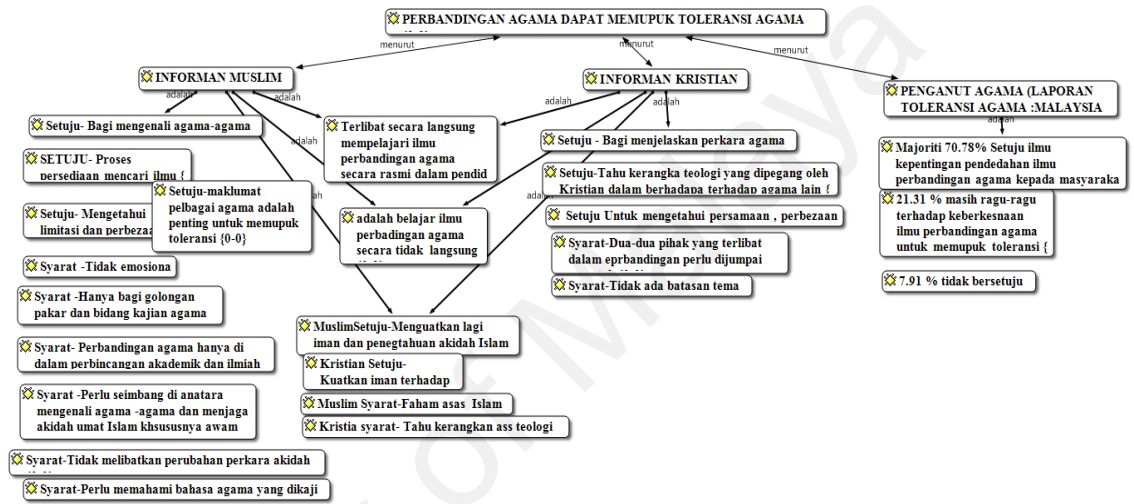 PERBANDINGAN AGAMA DAPAT MEMUPUK TOLERANSI AGAMA
menurut
menurut
menurut
INFORMAN MUSLIM
INFORMAN KRISTIAN
PENGANUT AGAMA (LAPORAN
TOLERANSI AGAMA :MALAYSIA
adalah
adalah
adalah
adalah
adalah
adalah
Setuju- Bagi mengenali agama-agama
SETUJU- Proses
persediaan mencari ilmu {
Setuju- Mengetahui
limitasi dan perbeza
Setuju-maklumat
pelbagai agama adalah
penting untuk memupuk
toleransi {0-0}
Syarat -Tidak emosiona
Syarat -Hanya bagi golongan
pakar dan bidang kajian agama
Syarat- Perbandingan agama hanya di
dalam perbincangan akademik dan ilmiah
Syarat -Perlu seimbang di anatara
mengenali agama -agama dan menjaga
akidah umat Islam khsususnya awam
Syarat-Tidak melibatkan perubahan perkara akidah
Syarat-Perlu memahami bahasa agama yang dikaji
Terlibat secara langsung
mempelajari ilmu
perbandingan agama
secara rasmi dalam pendid
adalah belajar ilmu
perbadingan agama
secara tidak langsung
MuslimSetuju-Menguatkan lagi
iman dan penegtahuan akidah Islam
Kristian Setuju-
Kuatkan iman terhadap
Muslim Syarat-Faham asas Islam
Kristia syarat- Tahu kerangkan ass teologi
Setuju - Bagi menjelaskan perkara agama
Setuju-Tahu kerangka teologi yang dipegang oleh
Kristian dalam berhadapa terhadap agama lain {
Setuju Untuk mengetahui persamaan , perbezaan
Syarat-Dua-dua pihak yang terlibat
dalam eprbandingan perlu dijumpai
Syarat-Tidak ada batasan tema
Majoriti 70.78% Setuju ilmu
kepentingan pendedahan ilmu
perbandingan agama kepada masyaraka
21.31 % masih ragu-ragu
terhadap keberkesnaan
ilmu perbandingan agama
untuk memupuk toleransi {
7.91 % tidak bersetuju
of Malaya